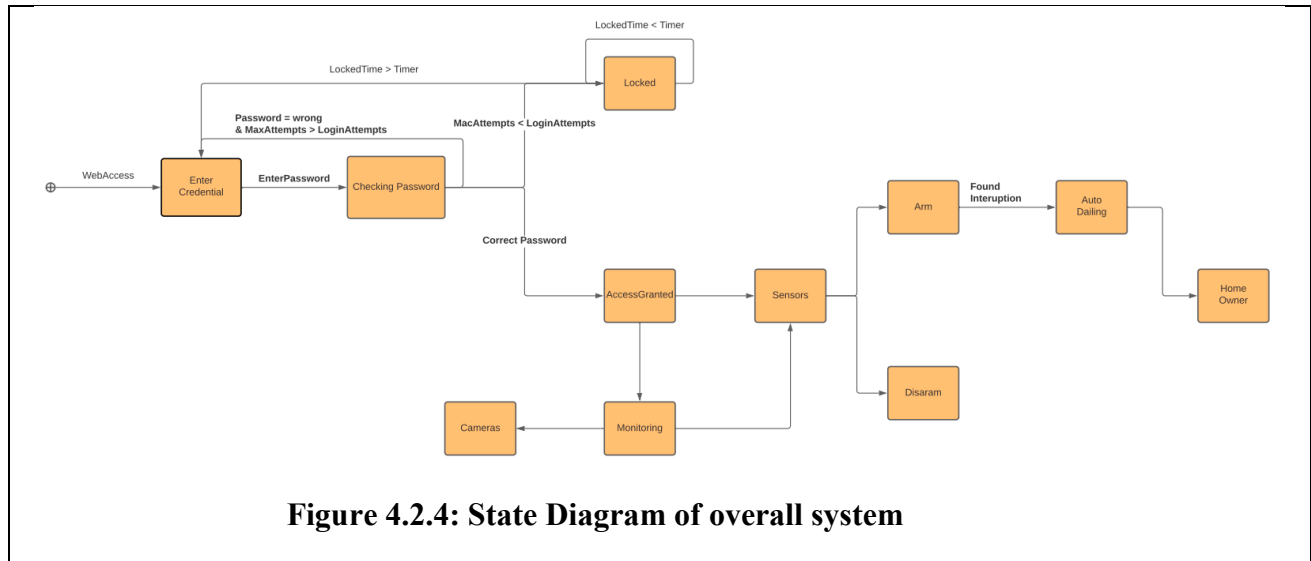 LockedTime < Timer
LockedTime > Timer
Locked
Password = wrong
& MaxAttempts > LoginAttempts
MacAttempts < LoginAttempts
WebAccess
Enter
Credential
EnterPassword
Checking Password
Arm
Found
Interuption
Auto
Dailing
Correct Password
AccessGranted
Sensors
Home
Owner
Disaram
Cameras
Monitoring
Figure 4.2.4: State Diagram of overall system